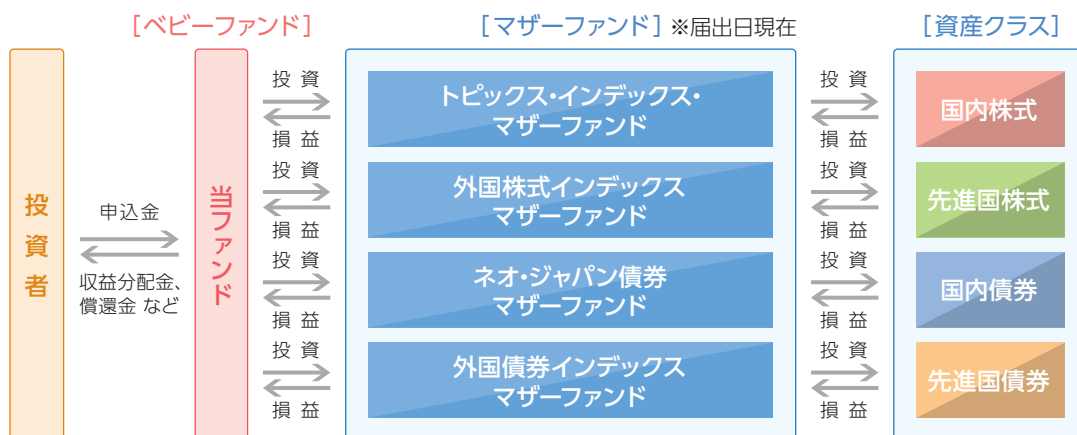 [ベビーファンド]
[マザーファンド] ※届出日現在
[資産クラス]
投資者
申込金
収益分配金、
償還金 など
当ファンド
投 資
損 益
トピックス・インデックス・
マザーファンド
投 資
損 益
国内株式
投 資
損 益
外国株式インデックス
マザーファンド
投 資
損 益
先進国株式
投 資
損 益
ネオ・ジャパン債券
マザーファンド
投 資
損 益
国内債券
投 資
損 益
外国債券インデックス
マザーファンド
投 資
損 益
先進国債券